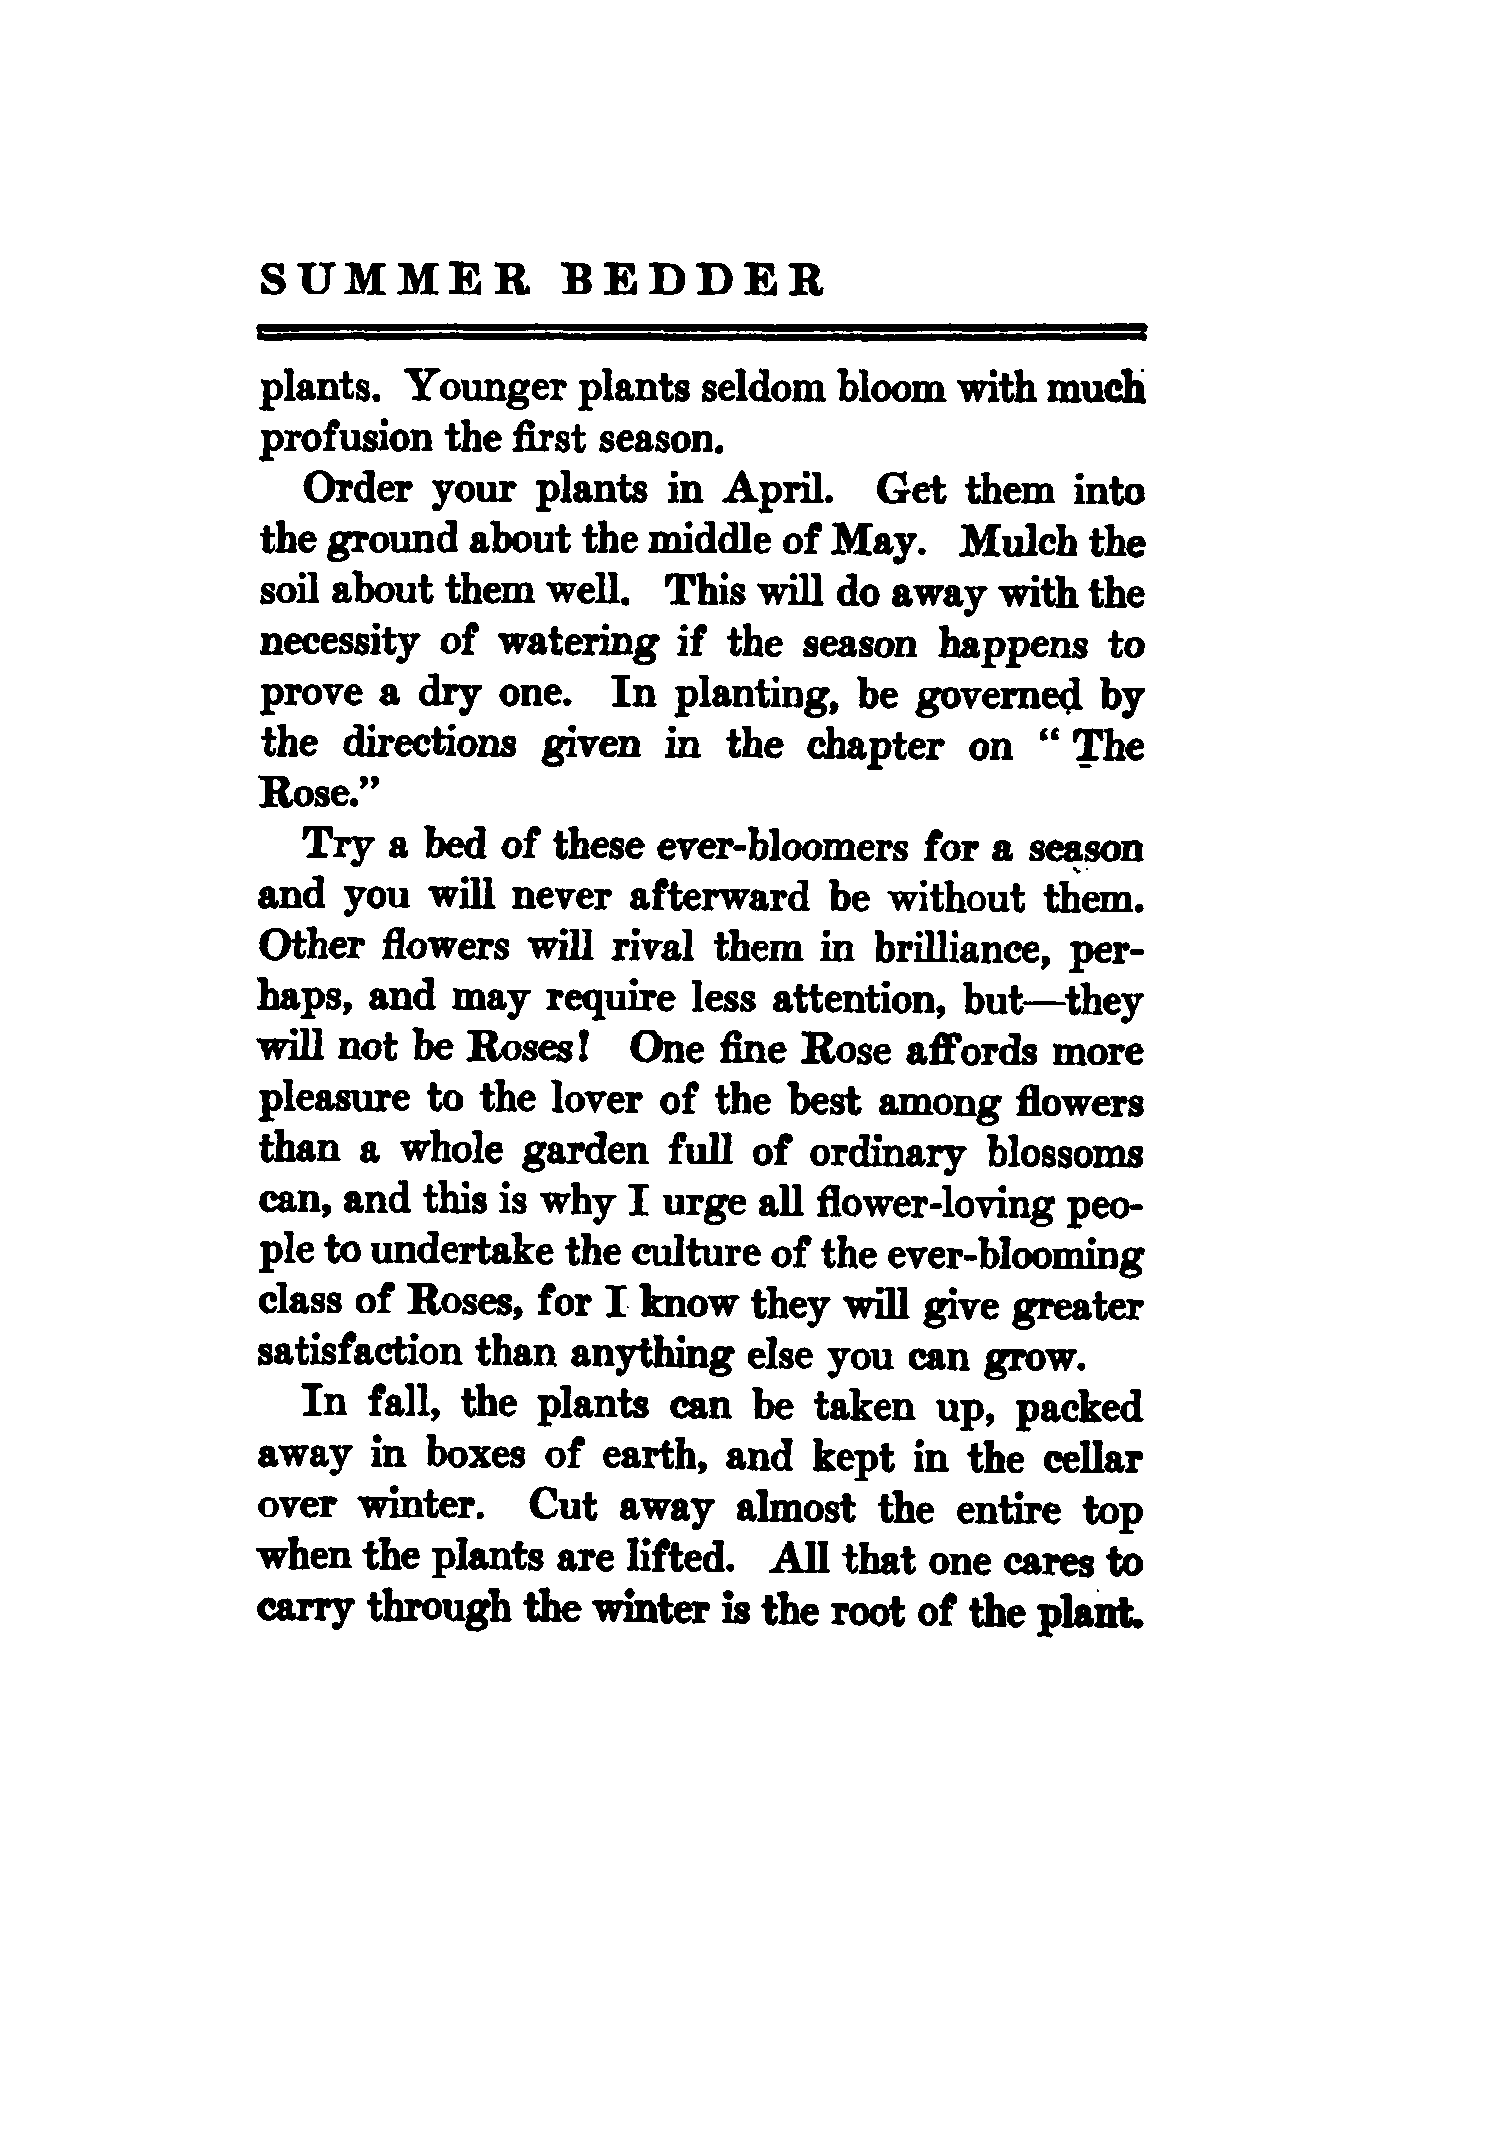 SUMMER BEDDER
plants. Younger plants seldom bloom with much
profusion the first season.
Order your plants in April. Get them into
the ground about the middle of May. Mulch the
soil about them well. This will do away with the
necessity of watering if the season happens to
prove a dry one. In planting, be governed by
the directions given in the chapter on “ The
Rose.”
Try a bed of these ever-bloomers for a season
and you will never afterward be without them.
Other flowers will rival them in brilliance, per-
haps, and may require less attention, but—they
will not be Roses! One fine Rose affords more
pleasure to the lover of the best among flowers
than a whole garden full of ordinary blossoms
can, and this is why I urge all flower-loving peo-
ple to undertake the culture of the ever-blooming
class of Roses, for I know they will give greater
satisfaction than anything else you can grow.
In fall, the plants can be taken up, packed
away in boxes of earth, and kept in the cellar
over winter. Cut away almost the entire top
when the plants are lifted. All that one cares to
carry through the winter is the root of the plant.